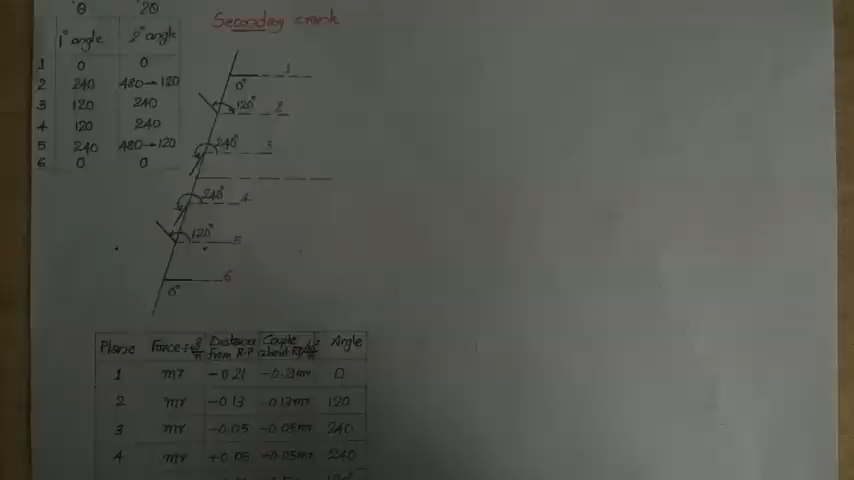 θ 2θ
Secondary crank
1° angle 2° angle
1 0 0
2 240 480→120
3 120 240
4 120 240
5 240 480→120
6 0 0
0° 1
120° 2
240° 3
240° 4
120° 5
0° 6
Plane Distance from R.P Couple about Angle
1 mr -0.21 -0.21mr 0
2 mr -0.13 -0.13mr 120
3 mr -0.05 -0.05mr 240
4 mr +0.05 -0.05mr 240